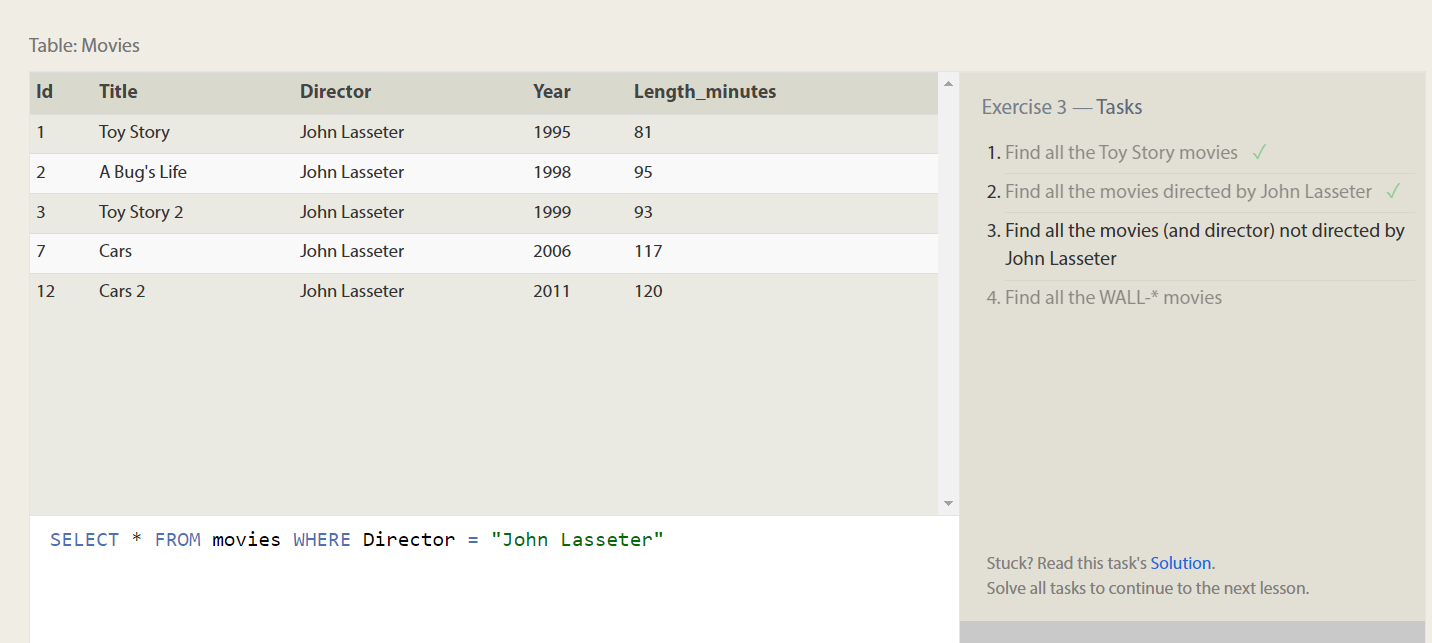 Table: Movies
Id Title Director Year Length_minutes
1 Toy Story John Lasseter 1995 81
2 A Bug's Life John Lasseter 1998 95
3 Toy Story 2 John Lasseter 1999 93
7 Cars John Lasseter 2006 117
12 Cars 2 John Lasseter 2011 120
SELECT * FROM movies WHERE Director = "John Lasseter"
Exercise 3 — Tasks
1. Find all the Toy Story movies ✓
2. Find all the movies directed by John Lasseter ✓
3. Find all the movies (and director) not directed by
John Lasseter
4. Find all the WALL-* movies
Stuck? Read this task's Solution.
Solve all tasks to continue to the next lesson.